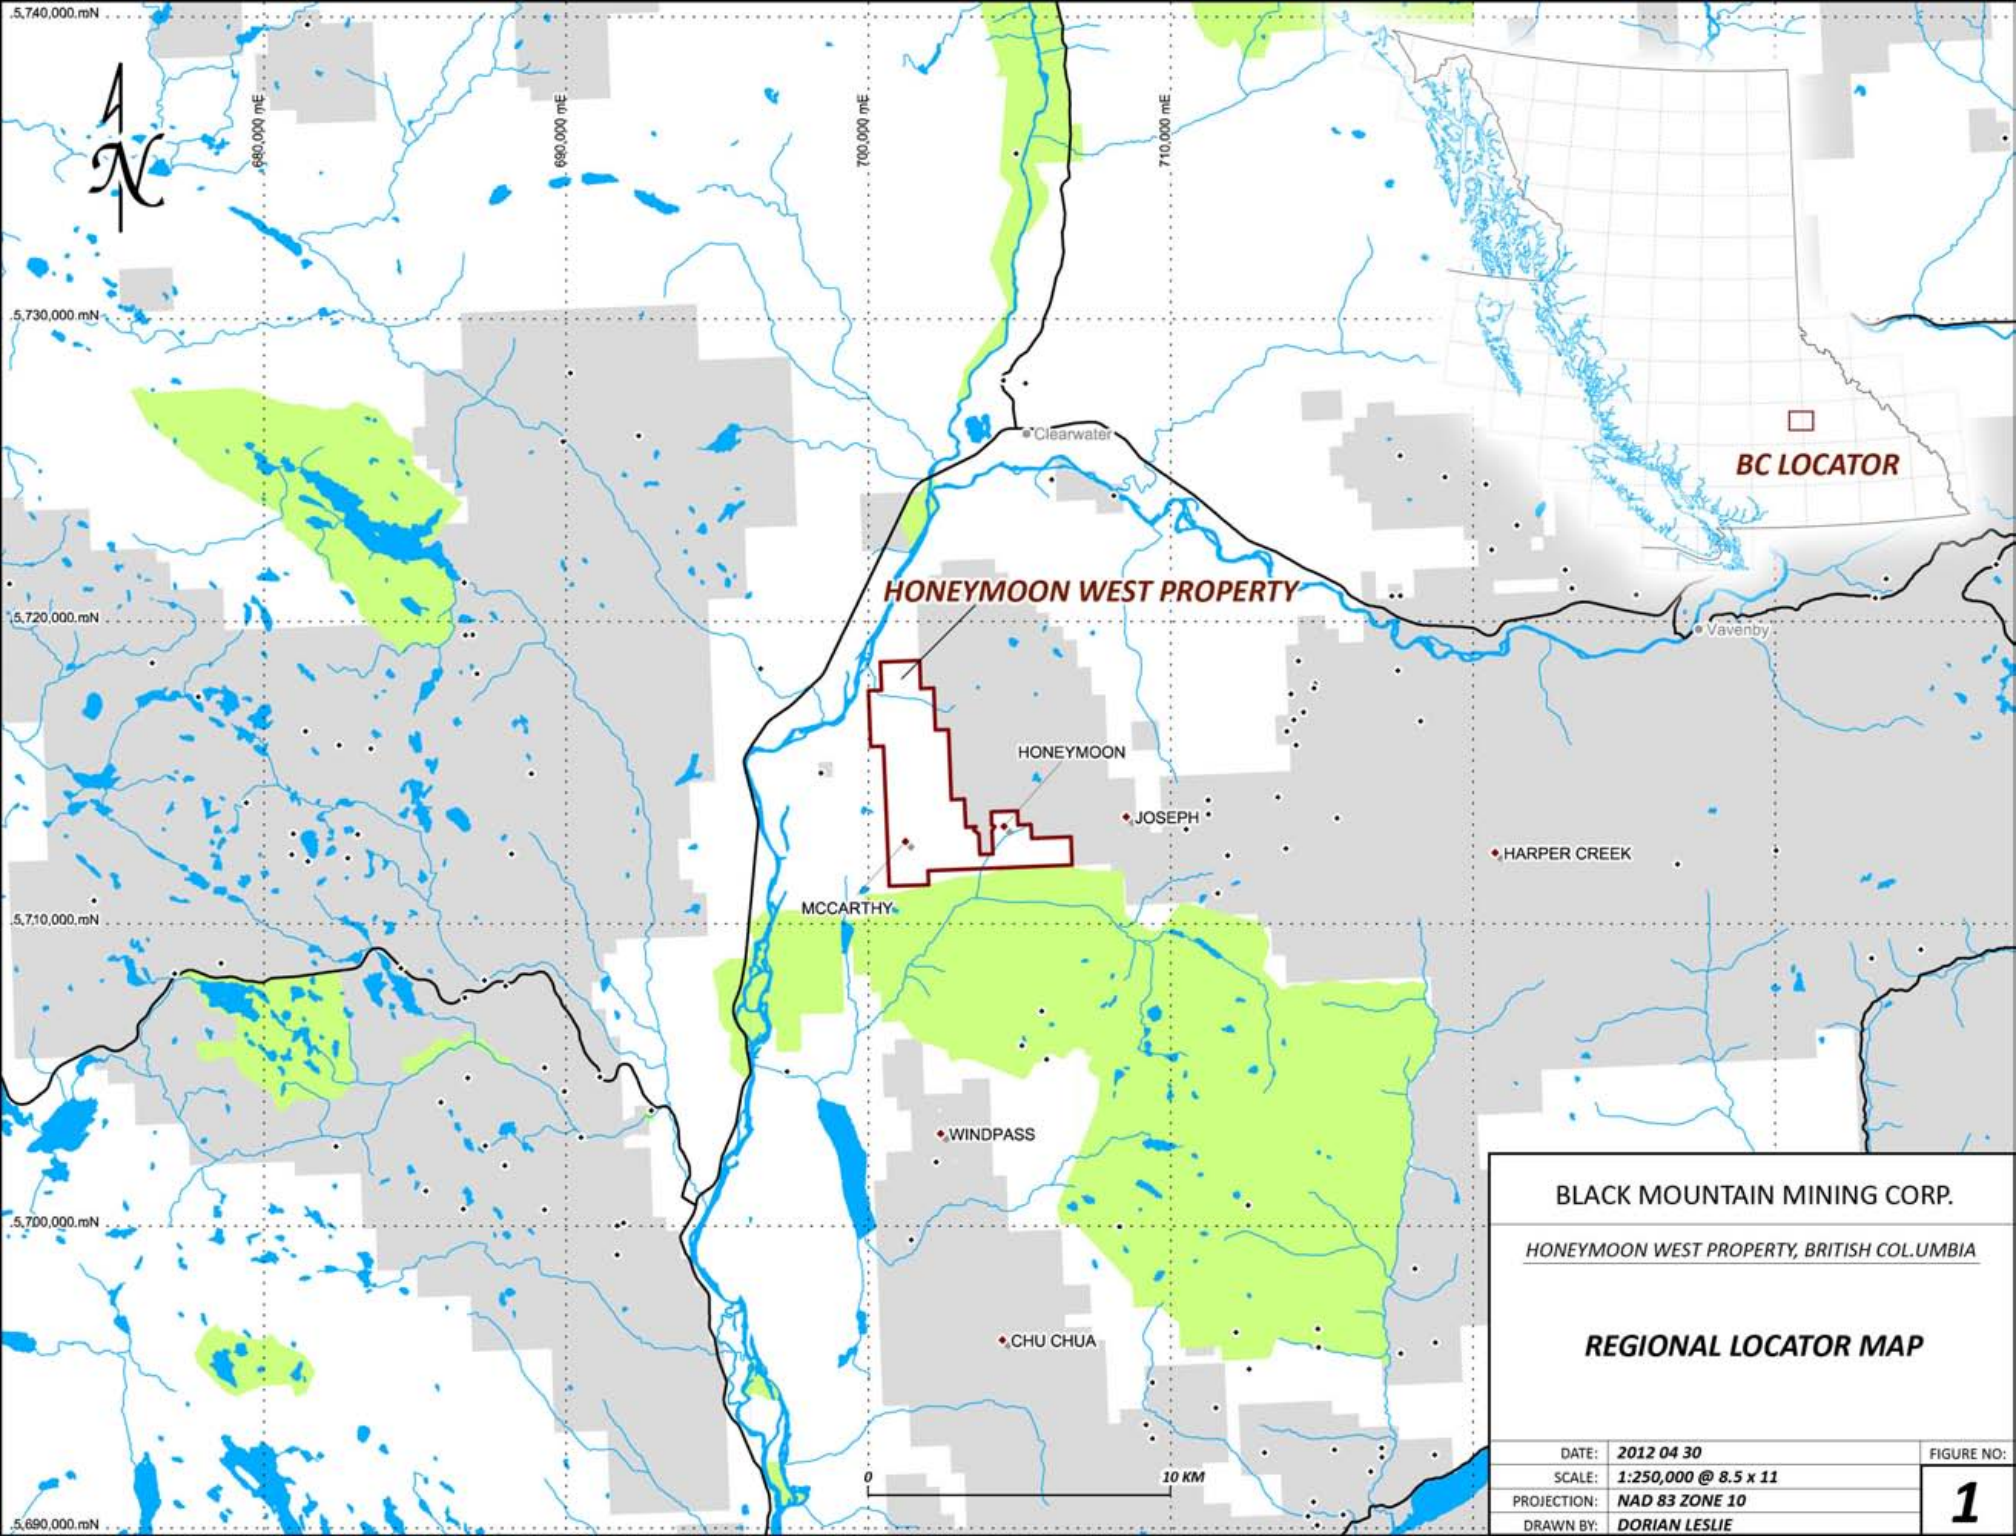 5,740,000.mN
680,000 mE
690,000 mE
700,000 mE
710,000 mE
N
5,730,000.mN
Clearwater
BC LOCATOR
HONEYMOON WEST PROPERTY
5,720,000.mN
Vavenby
HONEYMOON
JOSEPH
HARPER CREEK
MCCARTHY
5,710,000.mN
WINDPASS
5,700,000.mN
CHU CHUA
0 10 KM
5,690,000.mN
BLACK MOUNTAIN MINING CORP.
HONEYMOON WEST PROPERTY, BRITISH COL.UMBIA
REGIONAL LOCATOR MAP
DATE: 2012 04 30
SCALE: 1:250,000 @ 8.5 x 11
PROJECTION: NAD 83 ZONE 10
DRAWN BY: DORIAN LESLIE
FIGURE NO:
1